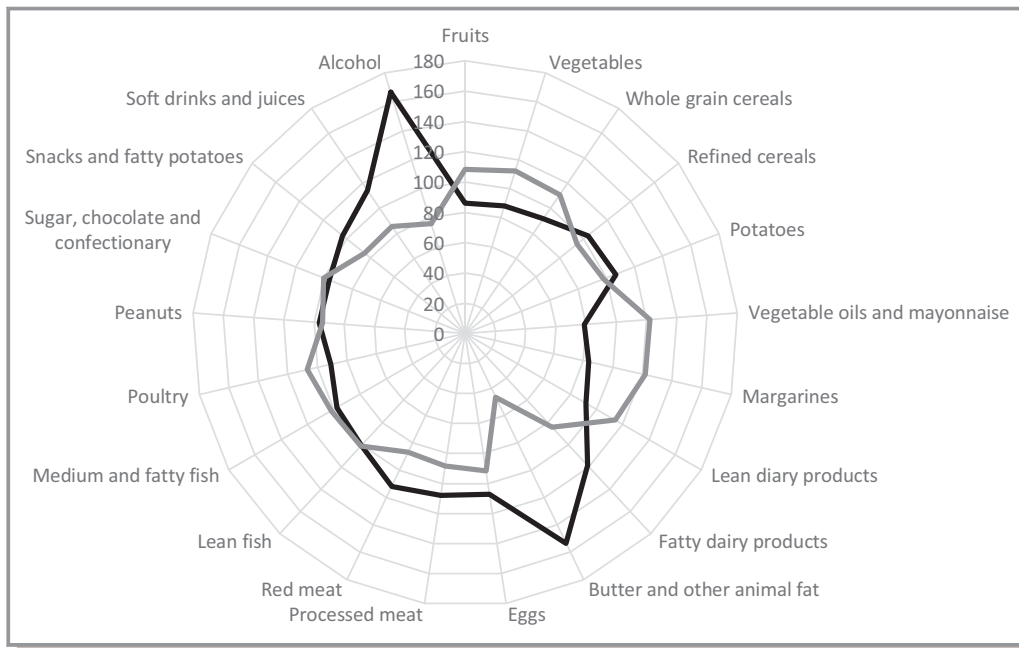 Fruits
Alcohol
180
Vegetables
Soft drinks and juices
160
Whole grain cereals
140
Snacks and fatty potatoes
120
Refined cereals
100
Sugar, chocolate and
confectionary
80
Potatoes
60
40
Peanuts
20
Vegetable oils and mayonnaise
0
Poultry
Margarines
Medium and fatty fish
Lean diary products
Lean fish
Fatty dairy products
Red meat
Butter and other animal fat
Processed meat
Eggs